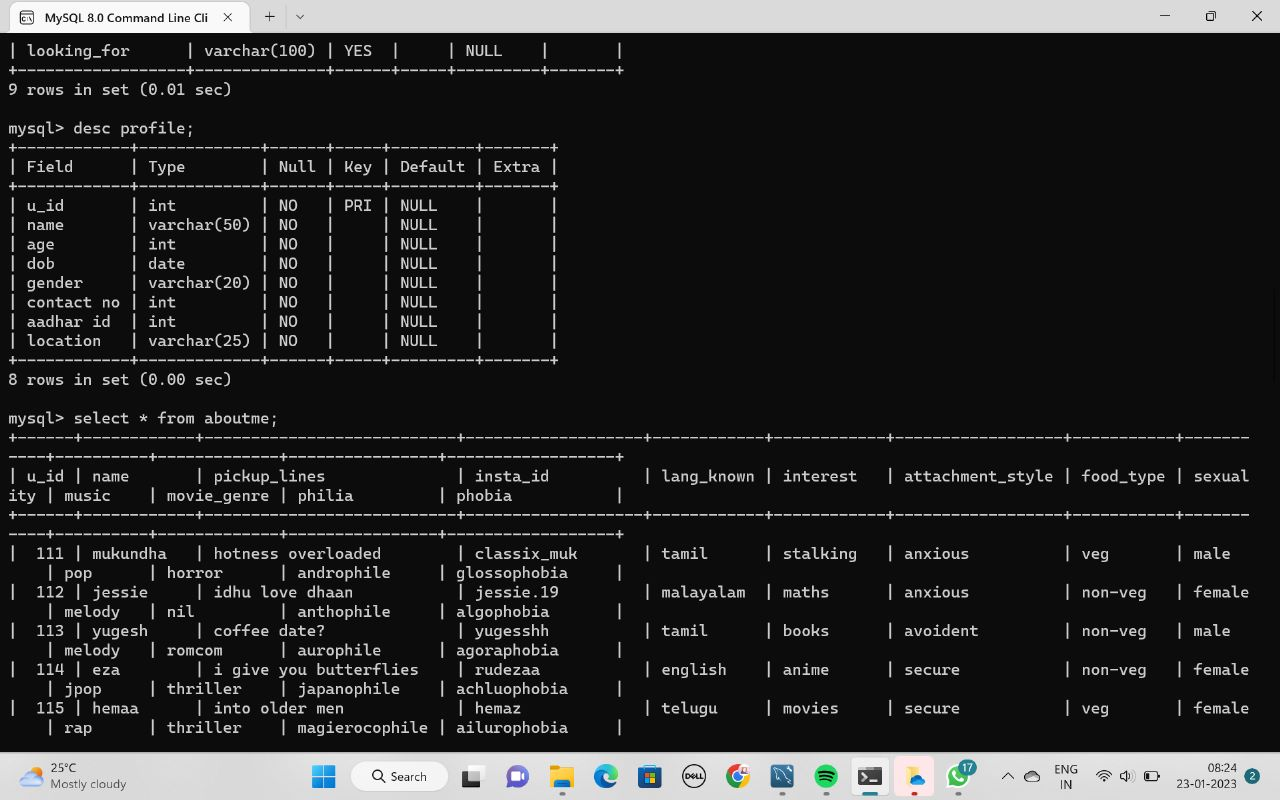 MySQL 8.0 Command Line Cli
| looking_for      | varchar(100) | YES  |     | NULL    |       |
+------------------+--------------+------+-----+---------+-------+
9 rows in set (0.01 sec)
mysql> desc profile;
+------------+-------------+------+-----+---------+-------+
| Field      | Type        | Null | Key | Default | Extra |
+------------+-------------+------+-----+---------+-------+
| u_id       | int         | NO   | PRI | NULL    |       |
| name       | varchar(50) | NO   |     | NULL    |       |
| age        | int         | NO   |     | NULL    |       |
| dob        | date        | NO   |     | NULL    |       |
| gender     | varchar(20) | NO   |     | NULL    |       |
| contact no | int         | NO   |     | NULL    |       |
| aadhar id  | int         | NO   |     | NULL    |       |
| location   | varchar(25) | NO   |     | NULL    |       |
+------------+-------------+------+-----+---------+-------+
8 rows in set (0.00 sec)
mysql> select * from aboutme;
+------+------------+---------------------------+-------------------+------------+------------+------------------+-----------+-------
----+----------+-------------+----------------+------------------+
| u_id | name       | pickup_lines              | insta_id            | lang_known | interest   | attachment_style | food_type | sexual
ity | music    | movie_genre | philia         | phobia           |
+------+------------+---------------------------+-------------------+------------+------------+------------------+-----------+-------
----+----------+-------------+----------------+------------------+
|  111 | mukundha   | hotness overloaded        | classix_muk         | tamil      | stalking   | anxious          | veg       | male
    | pop      | horror      | androphile     | glossophobia     |
|  112 | jessie     | idhu love dhaan           | jessie.19           | malayalam  | maths      | anxious          | non-veg   | female
    | melody   | nil         | anthophile     | algophobia       |
|  113 | yugesh     | coffee date?              | yugesshh            | tamil      | books      | avoident         | non-veg   | male
    | melody   | romcom      | aurophile      | agoraphobia      |
|  114 | eza        | i give you butterflies    | rudezaa             | english    | anime      | secure           | non-veg   | female
    | jpop     | thriller    | japanophile    | achluophobia     |
|  115 | hemaa      | into older men            | hemaz               | telugu     | movies     | secure           | veg       | female
    | rap      | thriller    | magierocophile | ailurophobia     |
25°C
Mostly cloudy
Search
DELL
17
ENG
IN
08:24
23-01-2023
2